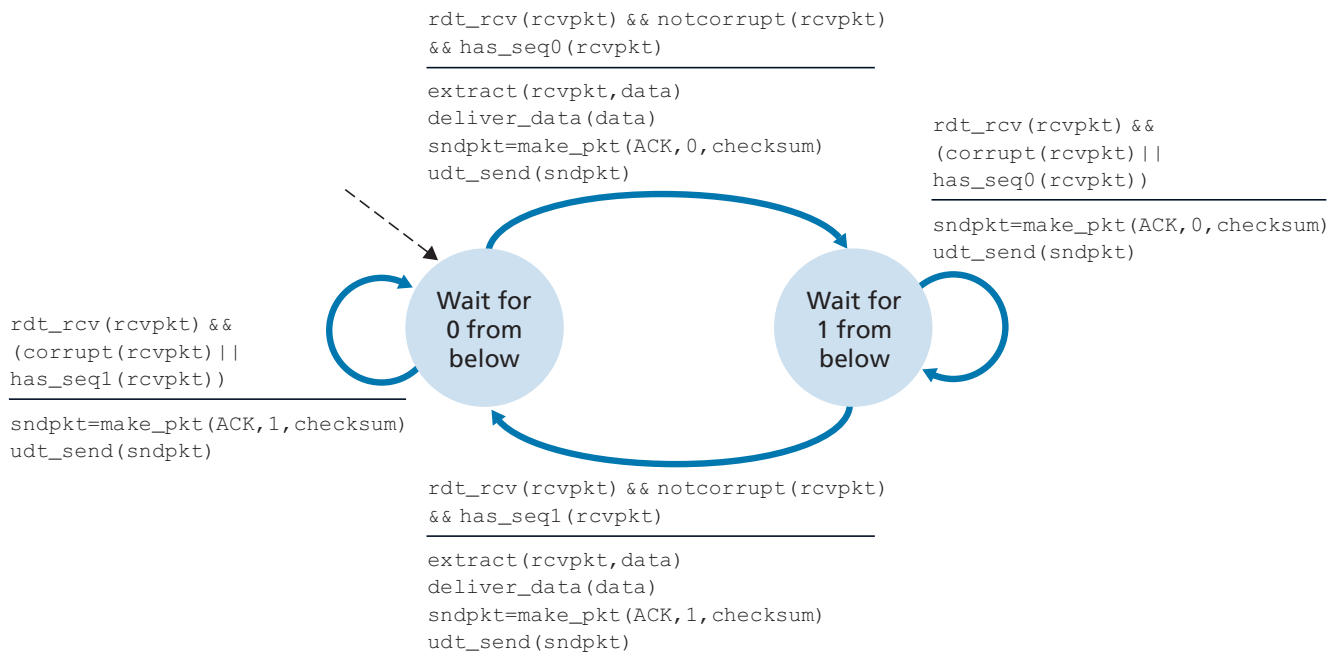 rdt_rcv(rcvpkt) && notcorrupt(rcvpkt)
&& has_seq0(rcvpkt)
extract(rcvpkt,data)
deliver_data(data)
sndpkt=make_pkt(ACK,0,checksum)
udt_send(sndpkt)
rdt_rcv(rcvpkt) &&
(corrupt(rcvpkt)||
has_seq0(rcvpkt))
sndpkt=make_pkt(ACK,0,checksum)
udt_send(sndpkt)
Wait for
0 from
below
Wait for
1 from
below
rdt_rcv(rcvpkt) &&
(corrupt(rcvpkt)||
has_seq1(rcvpkt))
sndpkt=make_pkt(ACK,1,checksum)
udt_send(sndpkt)
rdt_rcv(rcvpkt) && notcorrupt(rcvpkt)
&& has_seq1(rcvpkt)
extract(rcvpkt,data)
deliver_data(data)
sndpkt=make_pkt(ACK,1,checksum)
udt_send(sndpkt)